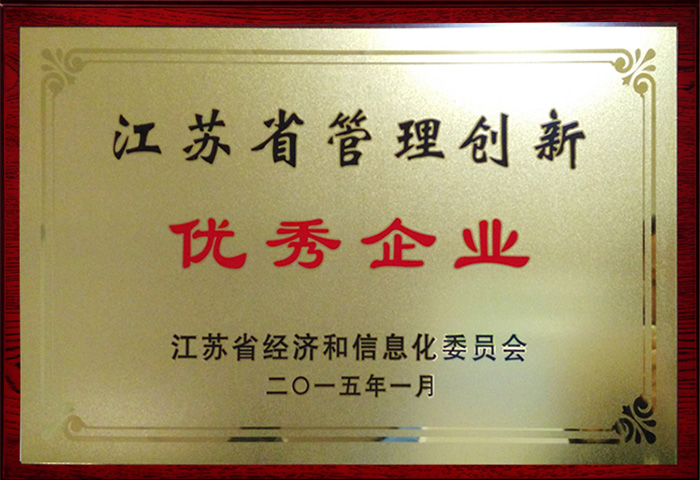 江苏省管理创新
优秀企业
江苏省经济和信息化委员会
二〇一五年一月